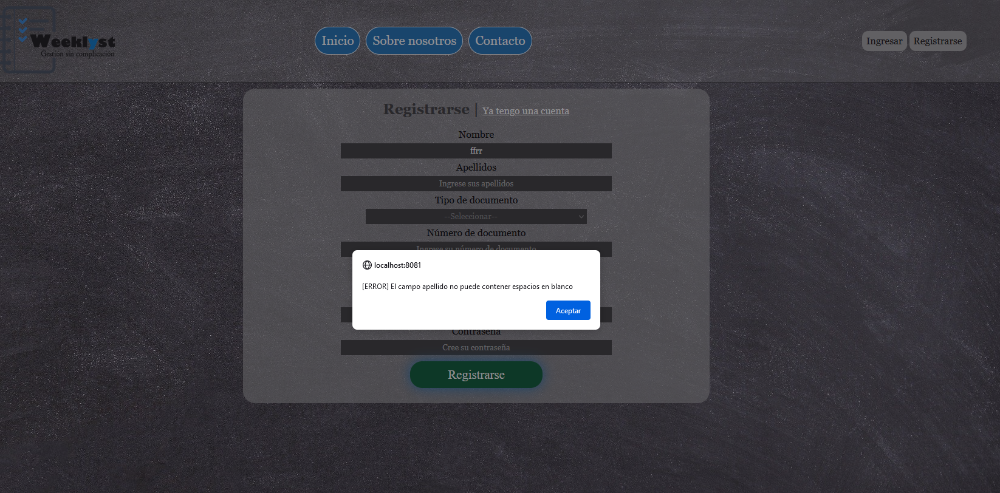 Weeklyst
Gestión sin complicación
Inicio
Sobre nosotros
Contacto
Ingresar
Registrarse
Registrarse | Ya tengo una cuenta
Nombre
ffrr
Apellidos
Ingrese sus apellidos
Tipo de documento
--Seleccionar--
Número de documento
Ingrese su número de documento
localhost:8081
[ERROR] El campo apellido no puede contener espacios en blanco
Aceptar
Contraseña
Cree su contraseña
Registrarse